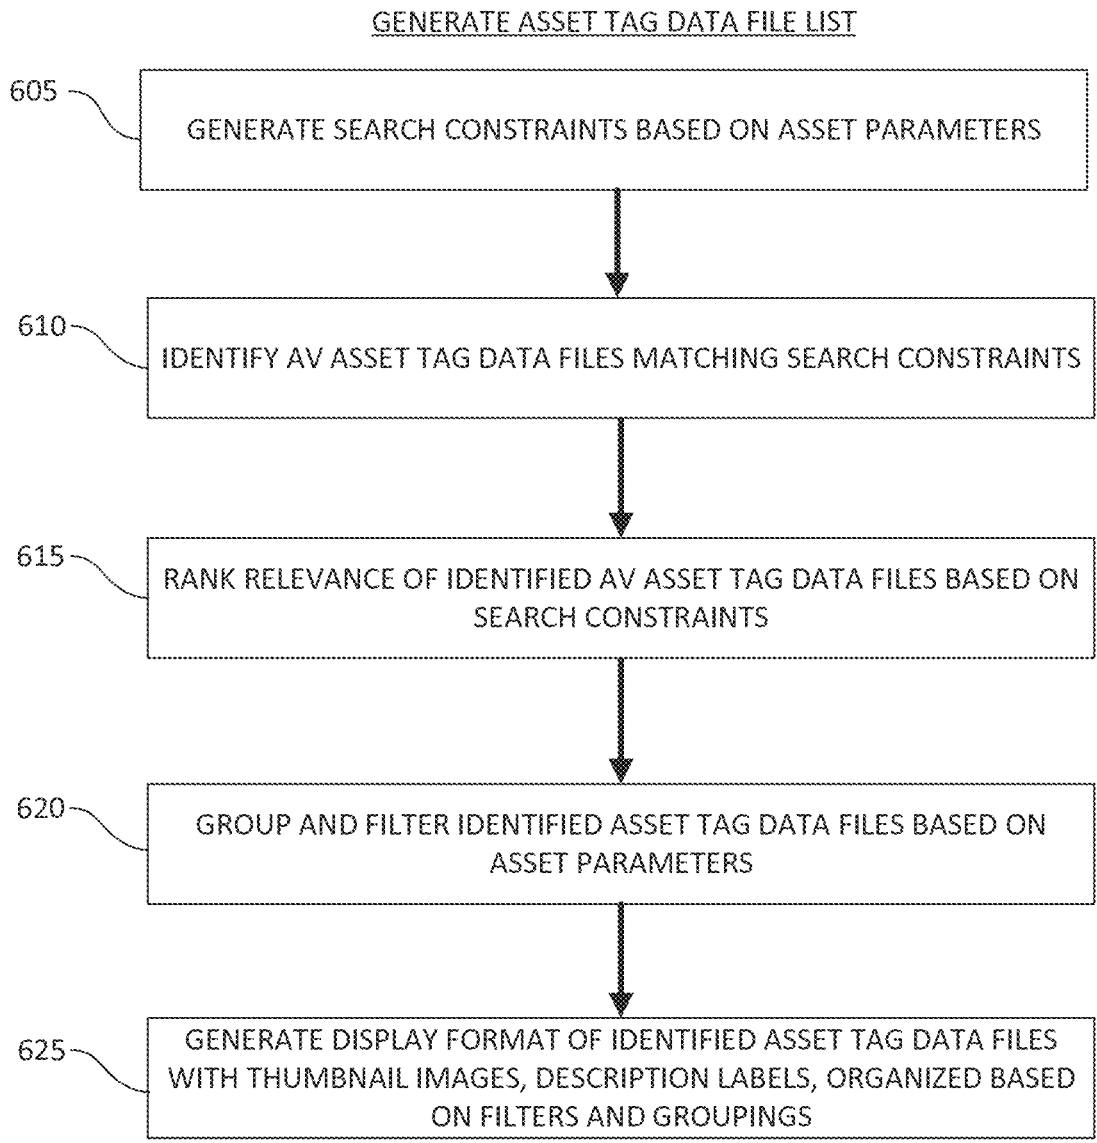 GENERATE ASSET TAG DATA FILE LIST
605
GENERATE SEARCH CONSTRAINTS BASED ON ASSET PARAMETERS
610
IDENTIFY AV ASSET TAG DATA FILES MATCHING SEARCH CONSTRAINTS
615
RANK RELEVANCE OF IDENTIFIED AV ASSET TAG DATA FILES BASED ON
SEARCH CONSTRAINTS
620
GROUP AND FILTER IDENTIFIED ASSET TAG DATA FILES BASED ON
ASSET PARAMETERS
625
GENERATE DISPLAY FORMAT OF IDENTIFIED ASSET TAG DATA FILES
WITH THUMBNAIL IMAGES, DESCRIPTION LABELS, ORGANIZED BASED
ON FILTERS AND GROUPINGS